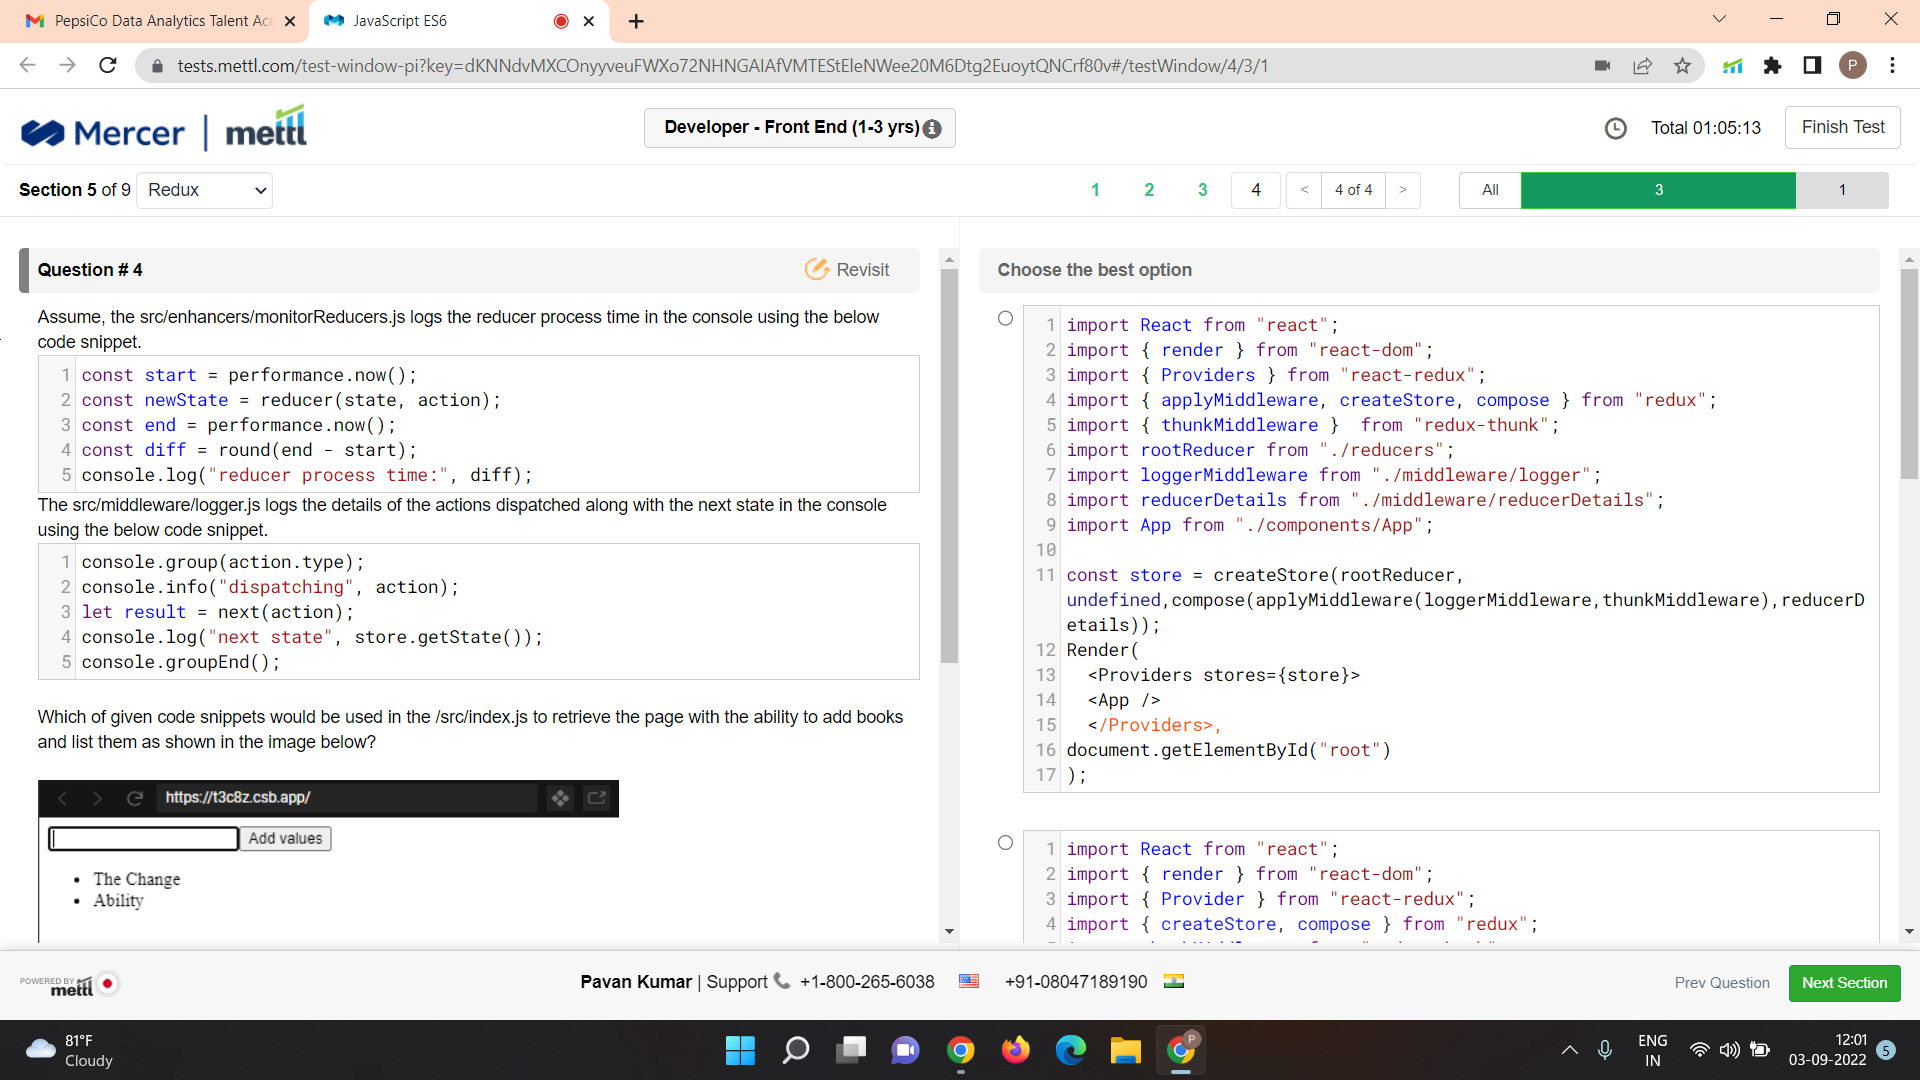 PepsiCo Data Analytics Talent Acc
JavaScript ES6
tests.mettl.com/test-window-pi?key=dKNNdvMXCOnyyveuFWXo72NHNGAIAfVMTEStEleNWee20M6Dtg2EuoytQNCrf80v#/testWindow/4/3/1
P
Mercer | mettl
Developer - Front End (1-3 yrs)
Total 01:05:13
Finish Test
Section 5 of 9
Redux
1 2 3 4 < 4 of 4 >
All 3 1
Question # 4
Revisit
Assume, the src/enhancers/monitorReducers.js logs the reducer process time in the console using the below
code snippet.
1 const start = performance.now();
2 const newState = reducer(state, action);
3 const end = performance.now();
4 const diff = round(end - start);
5 console.log("reducer process time:", diff);
The src/middleware/logger.js logs the details of the actions dispatched along with the next state in the console
using the below code snippet.
1 console.group(action.type);
2 console.info("dispatching", action);
3 let result = next(action);
4 console.log("next state", store.getState());
5 console.groupEnd();
Which of given code snippets would be used in the /src/index.js to retrieve the page with the ability to add books
and list them as shown in the image below?
https://t3c8z.csb.app/
Add values
• The Change
• Ability
Choose the best option
1 import React from "react";
2 import { render } from "react-dom";
3 import { Providers } from "react-redux";
4 import { applyMiddleware, createStore, compose } from "redux";
5 import { thunkMiddleware }  from "redux-thunk";
6 import rootReducer from "./reducers";
7 import loggerMiddleware from "./middleware/logger";
8 import reducerDetails from "./middleware/reducerDetails";
9 import App from "./components/App";
10
11 const store = createStore(rootReducer,
undefined,compose(applyMiddleware(loggerMiddleware,thunkMiddleware),reducerD
etails));
12 Render(
13   <Providers stores={store}>
14   <App />
15   </Providers>,
16 document.getElementById("root")
17 );
1 import React from "react";
2 import { render } from "react-dom";
3 import { Provider } from "react-redux";
4 import { createStore, compose } from "redux";
POWERED BY
mettl
Pavan Kumar | Support +1-800-265-6038 +91-08047189190
Prev Question
Next Section
81°F
Cloudy
P
ENG
IN
12:01
03-09-2022
5